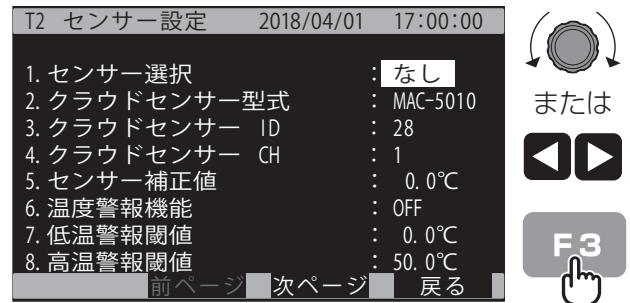 T2 センサー設定 2018/04/01 17:00:00
1. センサー選択 : なし
2. クラウドセンサー型式 : MAC-5010
3. クラウドセンサー ID : 28
4. クラウドセンサー CH : 1
5. センサー補正値 : 0.0℃
6. 温度警報機能 : OFF
7. 低温警報閾値 : 0.0℃
8. 高温警報閾値 : 50.0℃
前ページ 次ページ 戻る
または
F3